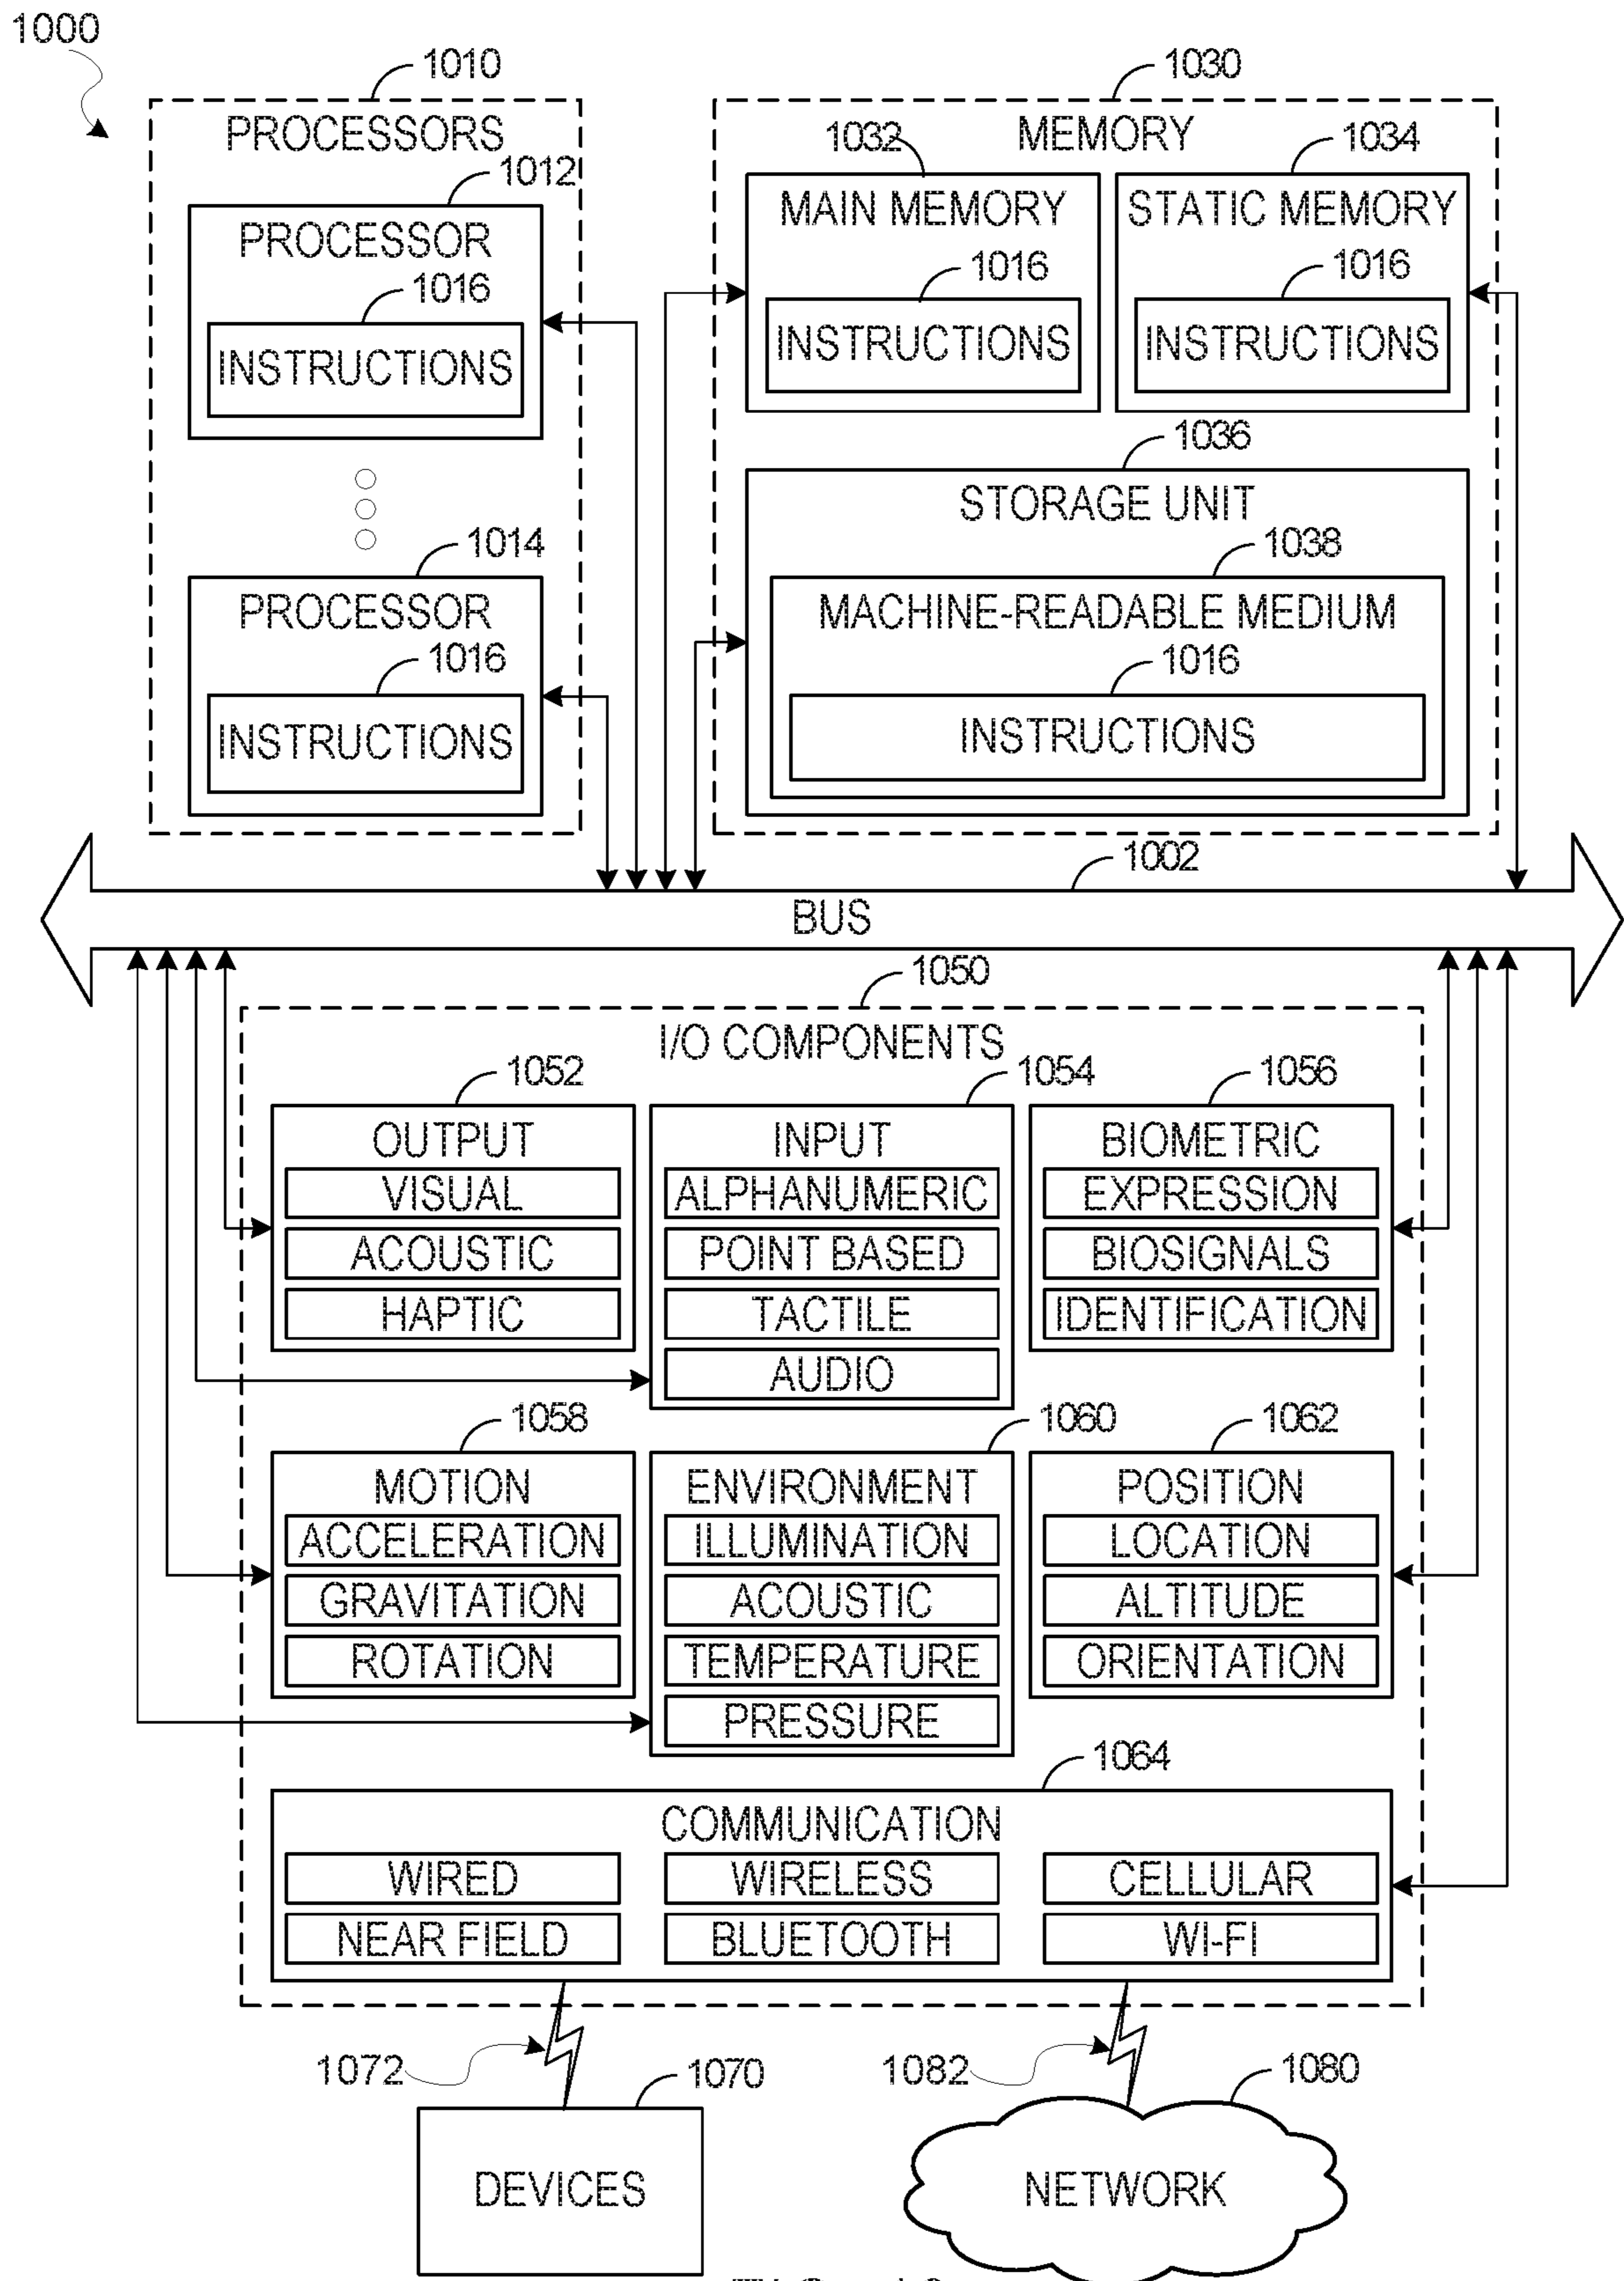 1000
1010
1030
PROCESSORS
MEMORY
1012
1032
1034
PROCESSOR
MAIN MEMORY
STATIC MEMORY
1016
1016
1016
INSTRUCTIONS
INSTRUCTIONS
INSTRUCTIONS
1036
STORAGE UNIT
1014
1038
PROCESSOR
MACHINE-READABLE MEDIUM
1016
1016
INSTRUCTIONS
INSTRUCTIONS
1002
BUS
1050
I/O COMPONENTS
1052
1054
1056
OUTPUT
INPUT
BIOMETRIC
VISUAL
ALPHANUMERIC
EXPRESSION
ACOUSTIC
POINT BASED
BIOSIGNALS
HAPTIC
TACTILE
IDENTIFICATION
AUDIO
1058
1060
1062
MOTION
ENVIRONMENT
POSITION
ACCELERATION
ILLUMINATION
LOCATION
GRAVITATION
ACOUSTIC
ALTITUDE
ROTATION
TEMPERATURE
ORIENTATION
PRESSURE
1064
COMMUNICATION
WIRED
WIRELESS
CELLULAR
NEAR FIELD
BLUETOOTH
WI-FI
1072
1070
1082
1080
DEVICES
NETWORK